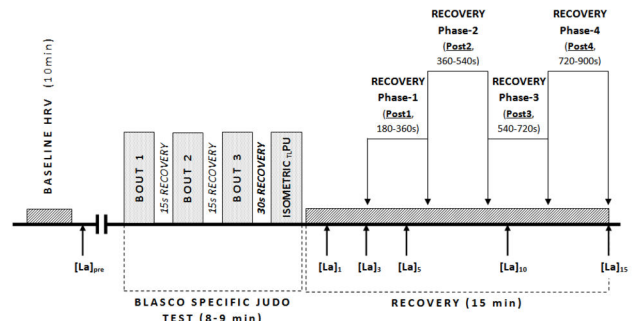 RECOVERY
Phase-2
(Post2,
360-540s)
RECOVERY
Phase-4
(Post4,
720-900s)
RECOVERY
Phase-1
(Post1,
180-360s)
RECOVERY
Phase-3
(Post3,
540-720s)
BASELINE HRV (10min)
BOUT 1
15s RECOVERY
BOUT 2
15s RECOVERY
BOUT 3
30s RECOVERY
ISOMETRIC TLPU
[La]pre
[La]1
[La]3
[La]5
[La]10
[La]15
BLASCO SPECIFIC JUDO
TEST (8-9 min)
RECOVERY (15 min)